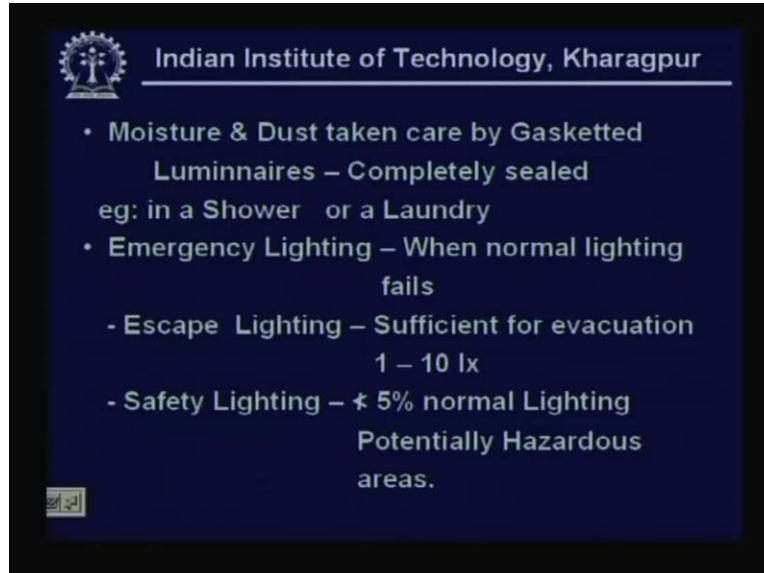 Indian Institute of Technology, Kharagpur
• Moisture & Dust taken care by Gasketted
Luminnaires – Completely sealed
eg: in a Shower or a Laundry
• Emergency Lighting – When normal lighting
fails
- Escape Lighting – Sufficient for evacuation
1 – 10 lx
- Safety Lighting – ≮ 5% normal Lighting
Potentially Hazardous
areas.